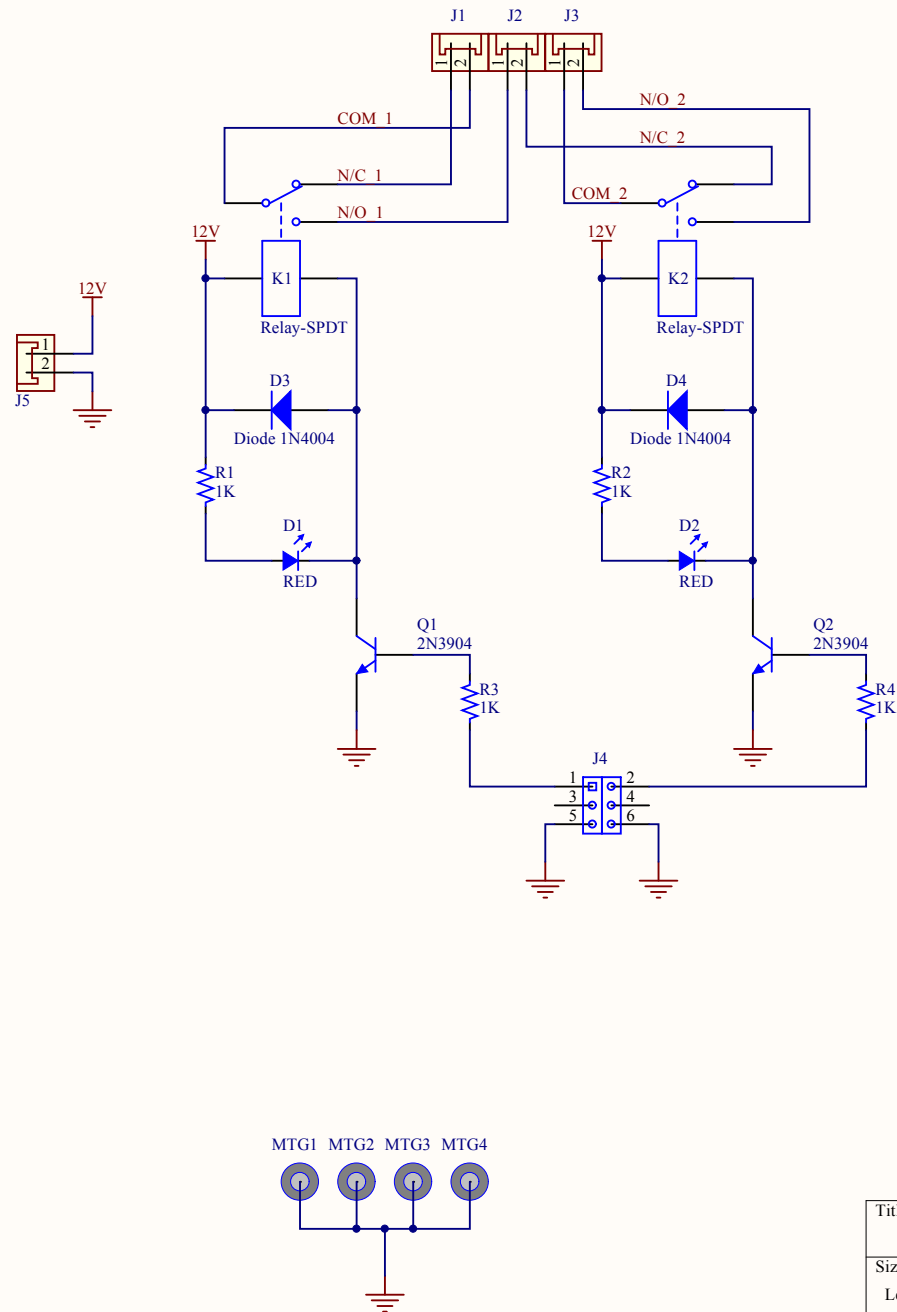 J1 J2 J3
1 2 1 2 1 2
N/O_2
COM_1
N/C_2
N/C_1
COM_2
N/O_1
12V 12V
K1 K2
12V
Relay-SPDT Relay-SPDT
1
2
J5
D3 D4
Diode 1N4004 Diode 1N4004
R1 R2
1K 1K
D1 D2
RED RED
Q1 Q2
2N3904 2N3904
R3 R4
1K 1K
J4
1 2
3 4
5 6
MTG1 MTG2 MTG3 MTG4